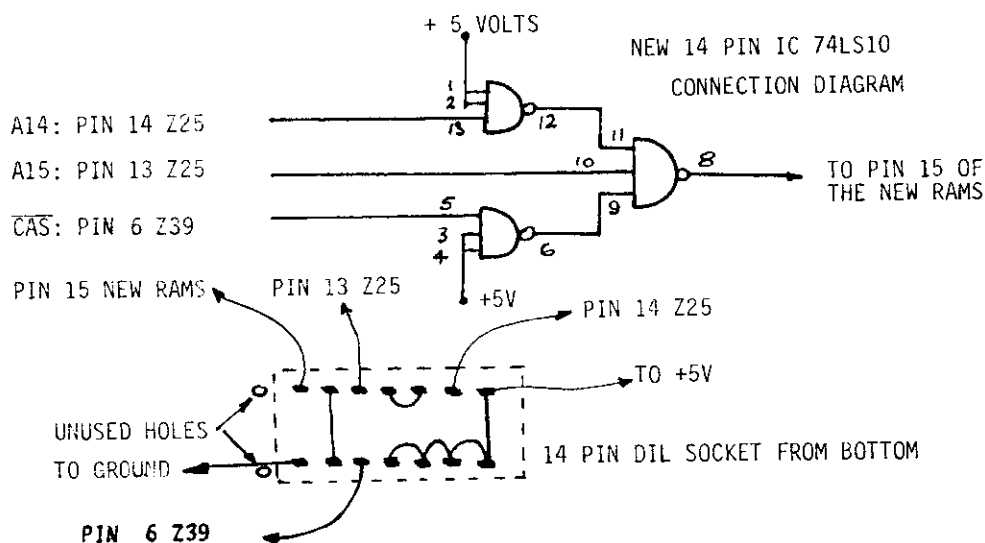 + 5 VOLTS
NEW 14 PIN IC 74LS10
CONNECTION DIAGRAM
1
2
13
12
11
10
9
8
A14: PIN 14 Z25
A15: PIN 13 Z25
TO PIN 15 OF
THE NEW RAMS
CAS: PIN 6 Z39
5
3
4
6
+5V
PIN 15 NEW RAMS
PIN 13 Z25
PIN 14 Z25
TO +5V
UNUSED HOLES
TO GROUND
14 PIN DIL SOCKET FROM BOTTOM
PIN 6 Z39